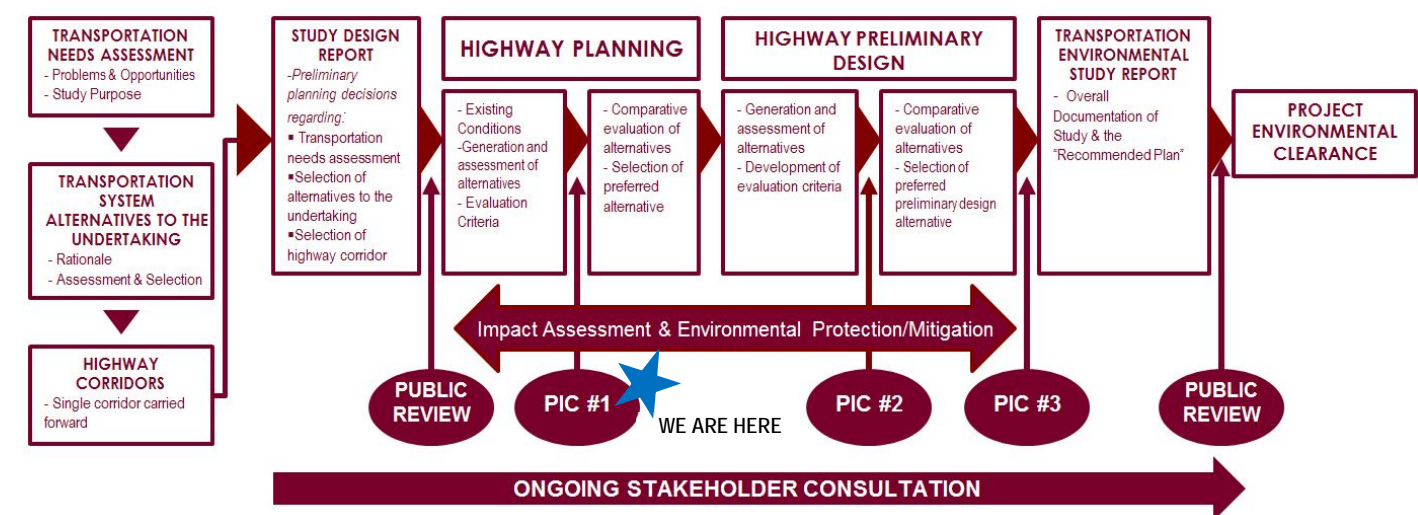 TRANSPORTATION
NEEDS ASSESSMENT
- Problems & Opportunities
- Study Purpose
TRANSPORTATION
SYSTEM
ALTERNATIVES TO THE
UNDERTAKING
- Rationale
- Assessment & Selection
HIGHWAY
CORRIDORS
- Single corridor carried
forward
STUDY DESIGN
REPORT
-Preliminary
planning decisions
regarding:
▪ Transportation
needs assessment
▪Selection of
alternatives to the
undertaking
▪Selection of
highway corridor
HIGHWAY PLANNING
- Existing
Conditions
-Generation and
assessment of
alternatives
- Evaluation
Criteria
- Comparative
evaluation of
alternatives
- Selection of
preferred
alternative
HIGHWAY PRELIMINARY
DESIGN
- Generation and
assessment of
alternatives
- Development of
evaluation criteria
- Comparative
evaluation of
alternatives
- Selection of
preferred
preliminary design
alternative
TRANSPORTATION
ENVIRONMENTAL
STUDY REPORT
- Overall
Documentation of
Study & the
“Recommended Plan”
PROJECT
ENVIRONMENTAL
CLEARANCE
Impact Assessment & Environmental Protection/Mitigation
PUBLIC
REVIEW
PIC #1
WE ARE HERE
PIC #2
PIC #3
PUBLIC
REVIEW
ONGOING STAKEHOLDER CONSULTATION